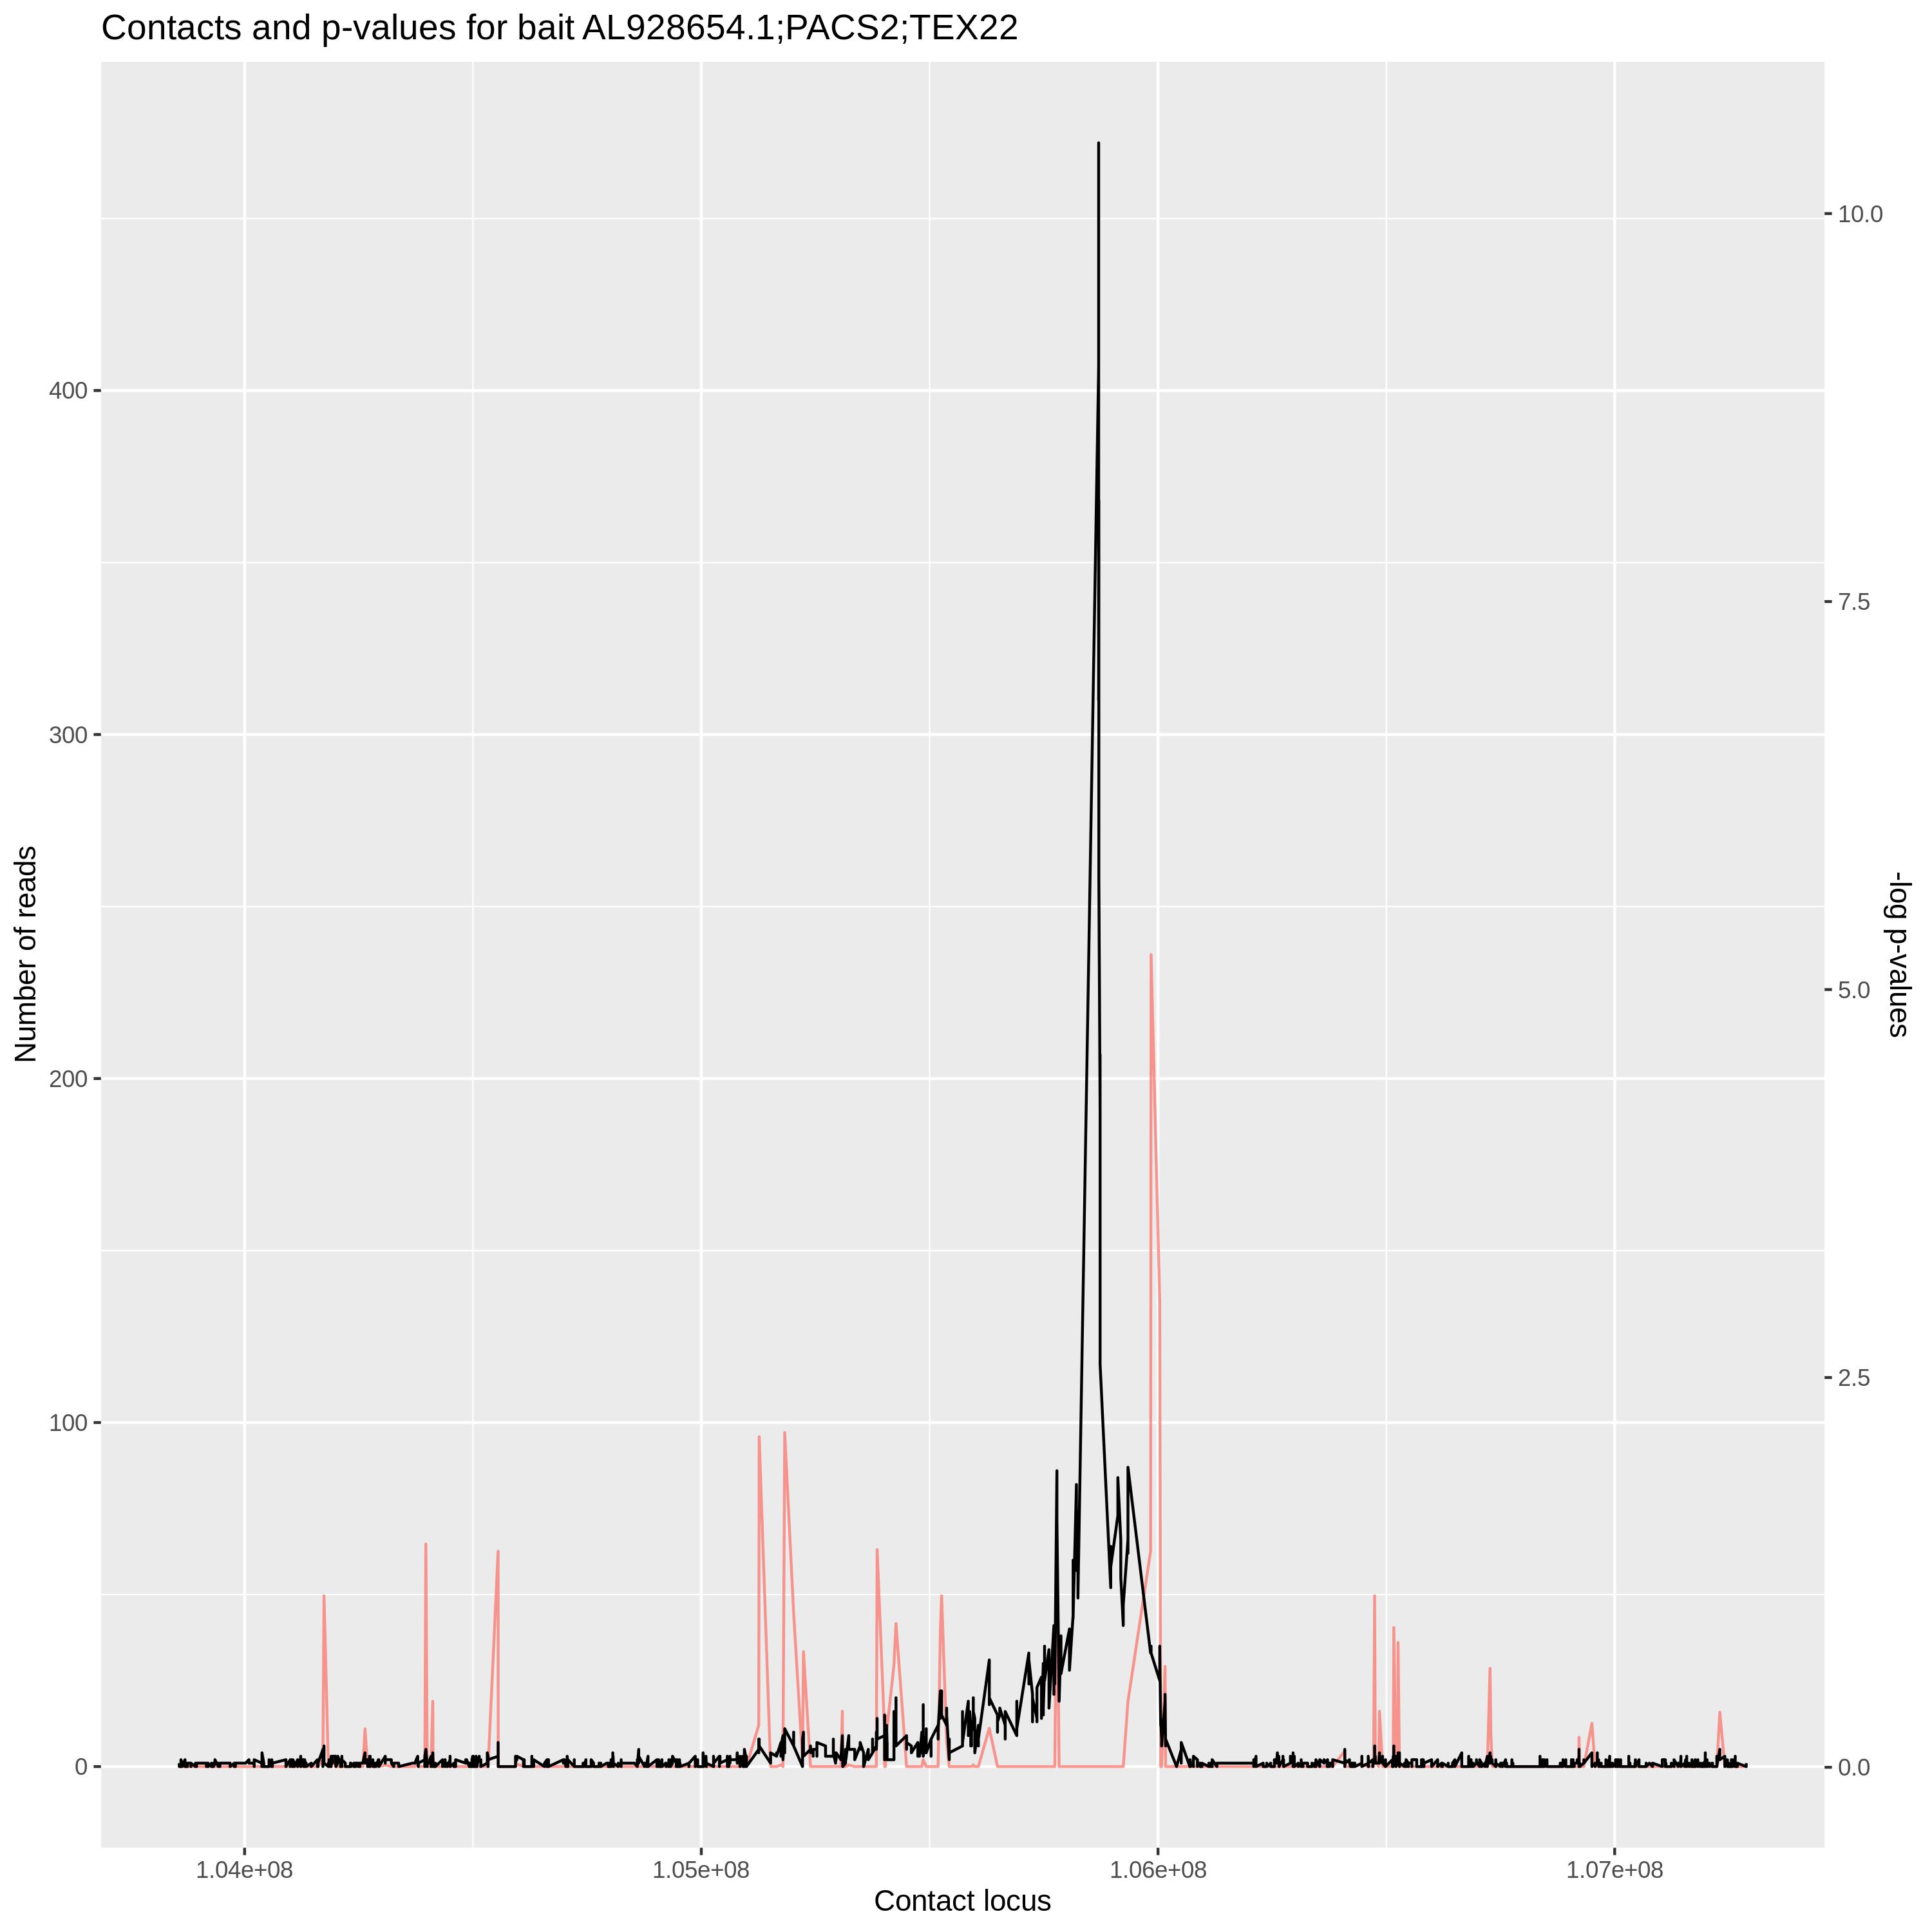 Contacts and p-values for bait AL928654.1;PACS2;TEX22
400
300
200
100
0
Number of reads
10.0
7.5
5.0
2.5
0.0
-log p-values
1.04e+08
1.05e+08
1.06e+08
1.07e+08
Contact locus